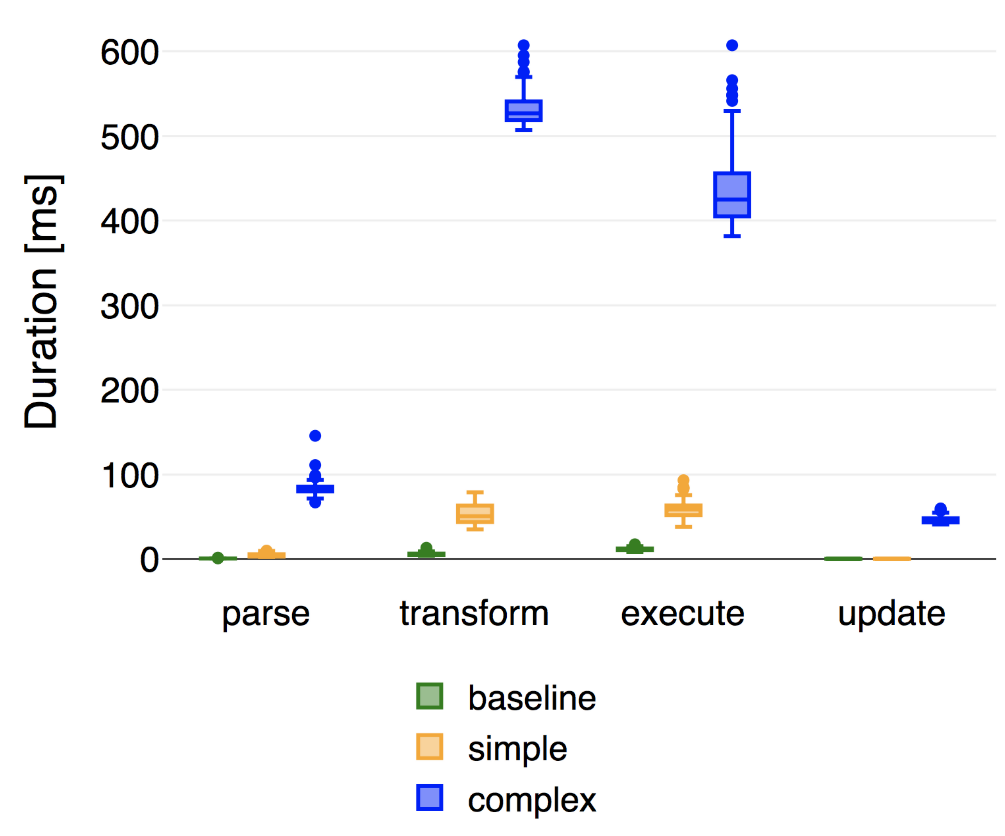 Duration [ms]
600
500
400
300
200
100
0
parse transform execute update
baseline
simple
complex